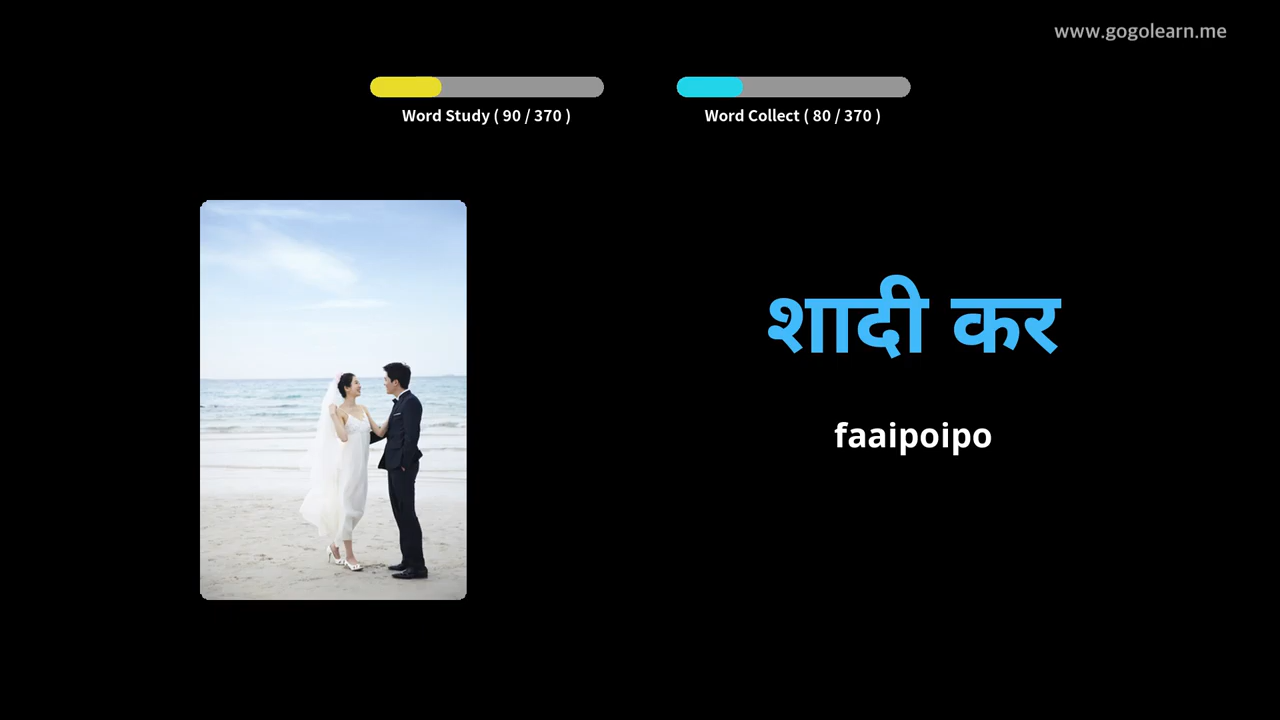 www.gogolearn.me
Word Study ( 90 / 370 )
Word Collect ( 80 / 370 )
शादी कर
faaipoipo